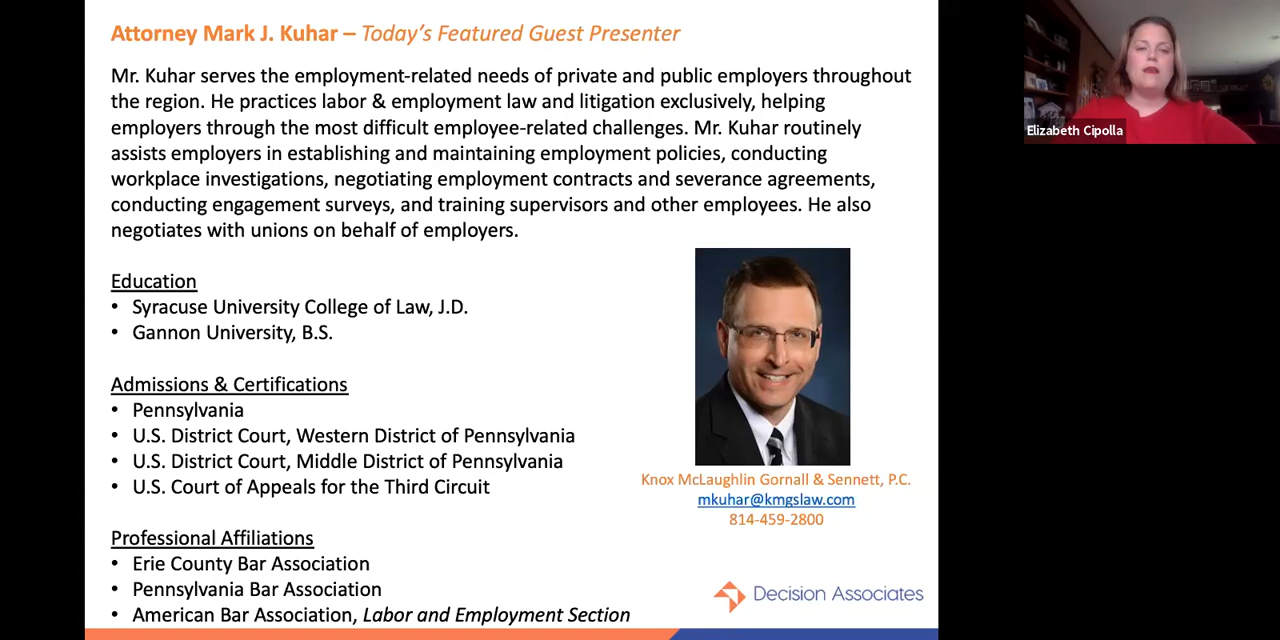 Attorney Mark J. Kuhar – Today's Featured Guest Presenter
Mr. Kuhar serves the employment-related needs of private and public employers throughout
the region. He practices labor & employment law and litigation exclusively, helping
employers through the most difficult employee-related challenges. Mr. Kuhar routinely
assists employers in establishing and maintaining employment policies, conducting
workplace investigations, negotiating employment contracts and severance agreements,
conducting engagement surveys, and training supervisors and other employees. He also
negotiates with unions on behalf of employers.
Education
• Syracuse University College of Law, J.D.
• Gannon University, B.S.
Admissions & Certifications
• Pennsylvania
• U.S. District Court, Western District of Pennsylvania
• U.S. District Court, Middle District of Pennsylvania
• U.S. Court of Appeals for the Third Circuit
Professional Affiliations
• Erie County Bar Association
• Pennsylvania Bar Association
• American Bar Association, Labor and Employment Section
Knox McLaughlin Gornall & Sennett, P.C.
mkuhar@kmgslaw.com
814-459-2800
Decision Associates
Elizabeth Cipolla